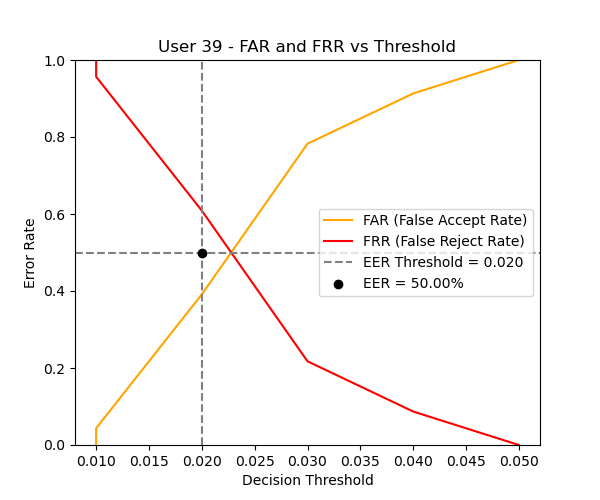 User 39 - FAR and FRR vs Threshold
1.0
0.8
0.6
0.4
0.2
0.0
Error Rate
FAR (False Accept Rate)
FRR (False Reject Rate)
EER Threshold = 0.020
EER = 50.00%
0.010 0.015 0.020 0.025 0.030 0.035 0.040 0.045 0.050
Decision Threshold